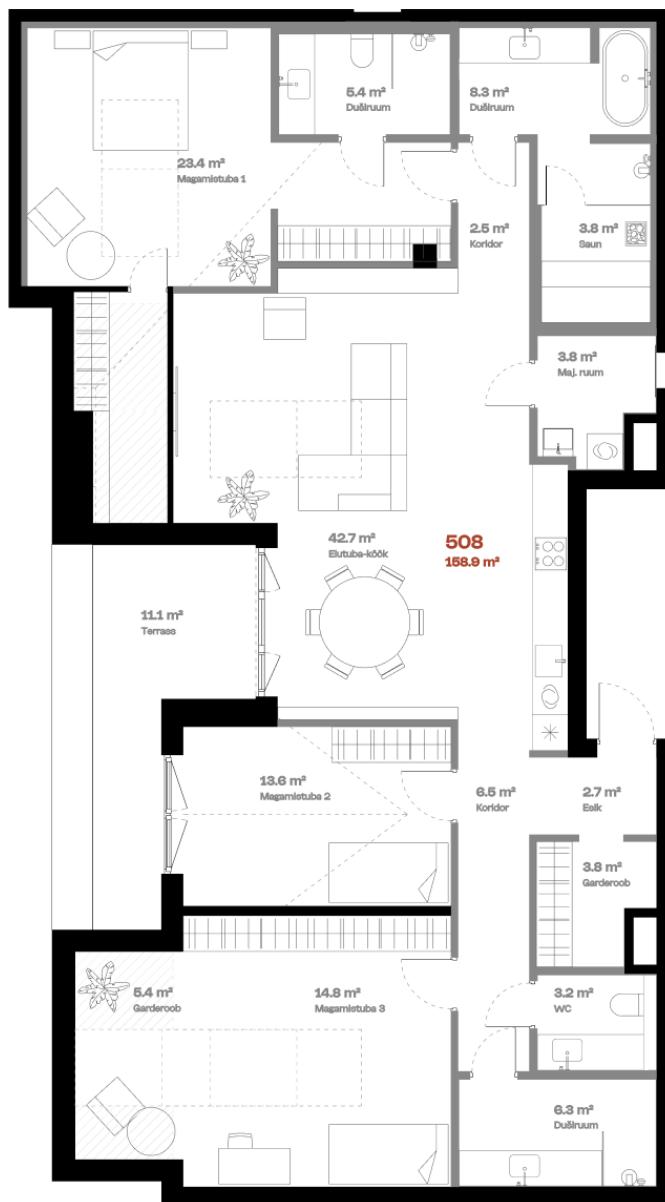 5.4 m²
Duširuum
8.3 m²
Duširuum
23.4 m²
Magamistuba 1
2.5 m²
Koridor
3.8 m²
Saun
3.8 m²
Maj. ruum
42.7 m²
Elutuba-köök
508
158.9 m²
11.1 m²
Terrass
13.6 m²
Magamistuba 2
6.5 m²
Koridor
2.7 m²
Esik
3.8 m²
Garderoob
5.4 m²
Garderoob
14.8 m²
Magamistuba 3
3.2 m²
WC
6.3 m²
Duširuum